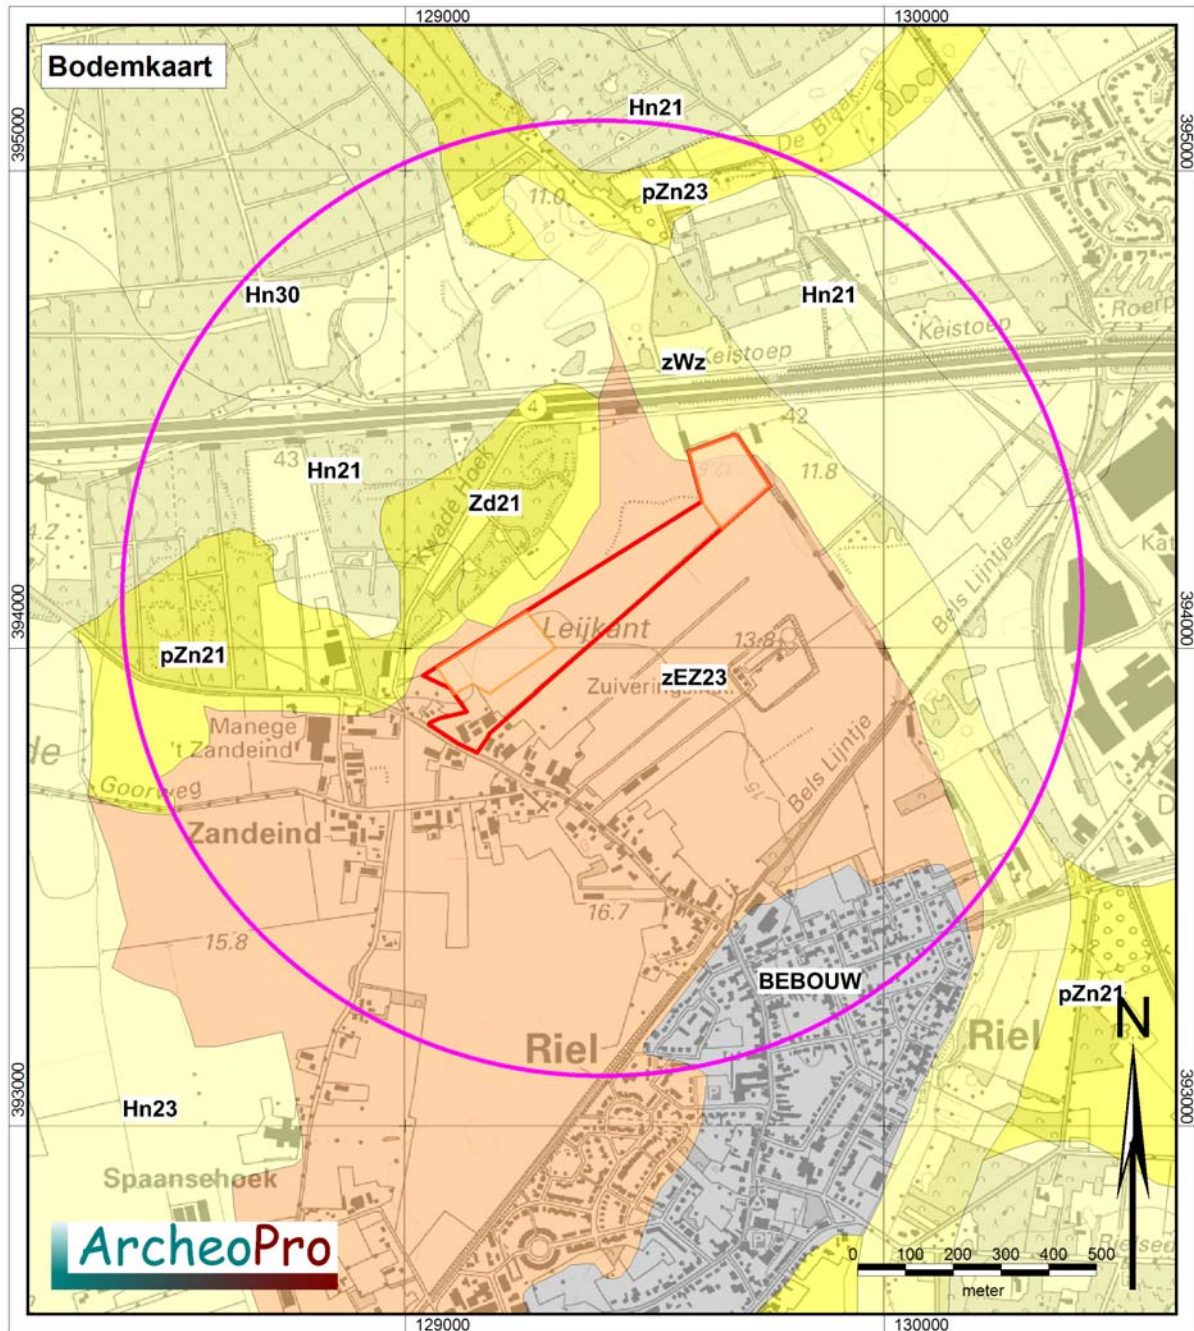 129000
130000
Bodemkaart
395000
395000
Hn21
De Blaak
pZn23
11.0
Hn30
Hn21
Keistoep
zWz
Keistoep
4
42
43
Hn21
11.8
Kwade Hoek
Zd21
Bels Lijntje
394000
394000
Leijkant
13.8
pZn21
zEZ23
Manege
't Zandeind
Goorweg
Bels Lijntje
Zandeind
16.7
15.8
BEBOUW
pZn21
N
Riel
Riel
393000
393000
Hn23
Spaansehoek
ArcheoPro
0 100 200 300 400 500
meter
129000
130000